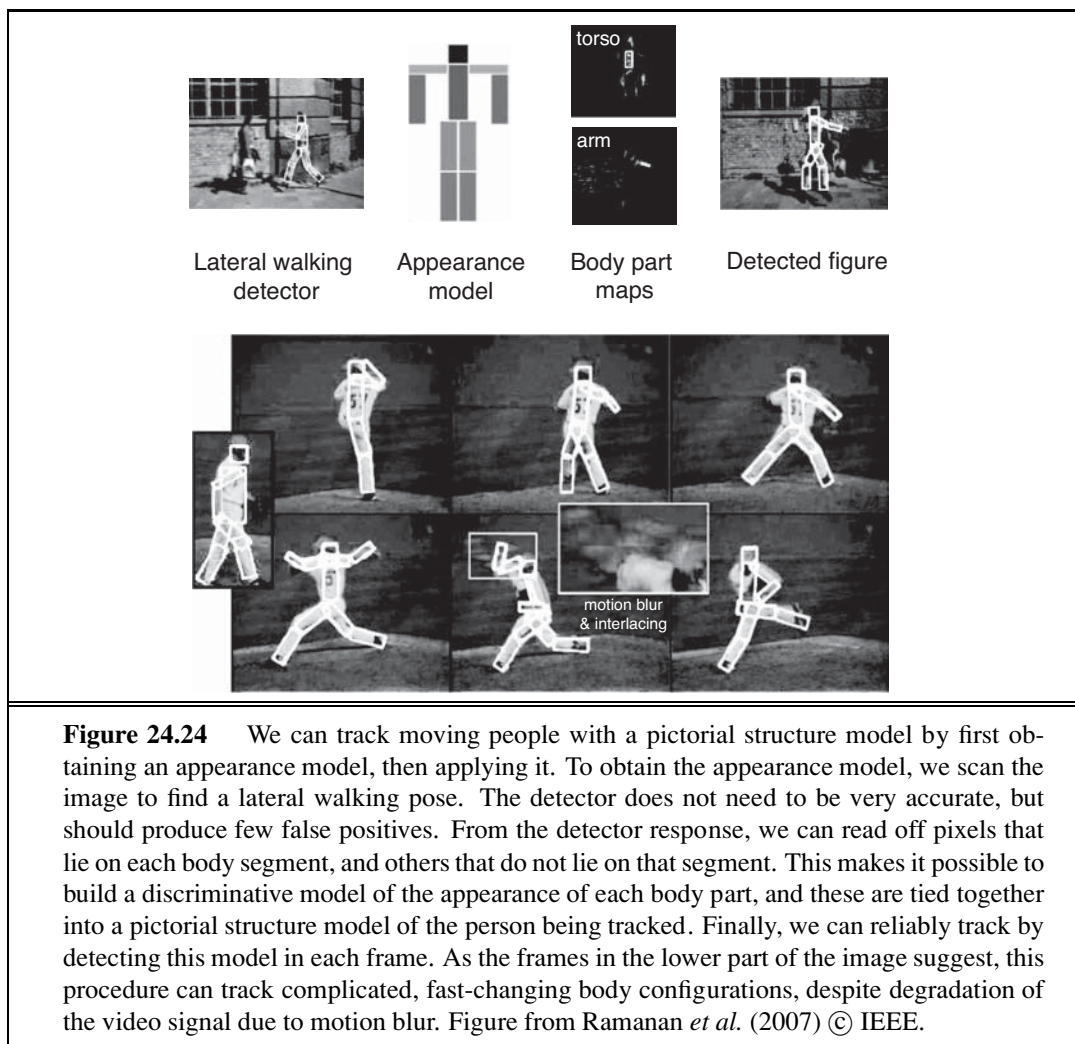 torso
arm
Lateral walking
detector
Appearance
model
Body part
maps
Detected figure
motion blur
& interlacing
Figure 24.24 We can track moving people with a pictorial structure model by first ob-
taining an appearance model, then applying it. To obtain the appearance model, we scan the
image to find a lateral walking pose. The detector does not need to be very accurate, but
should produce few false positives. From the detector response, we can read off pixels that
lie on each body segment, and others that do not lie on that segment. This makes it possible to
build a discriminative model of the appearance of each body part, and these are tied together
into a pictorial structure model of the person being tracked. Finally, we can reliably track by
detecting this model in each frame. As the frames in the lower part of the image suggest, this
procedure can track complicated, fast-changing body configurations, despite degradation of
the video signal due to motion blur. Figure from Ramanan et al. (2007) © IEEE.